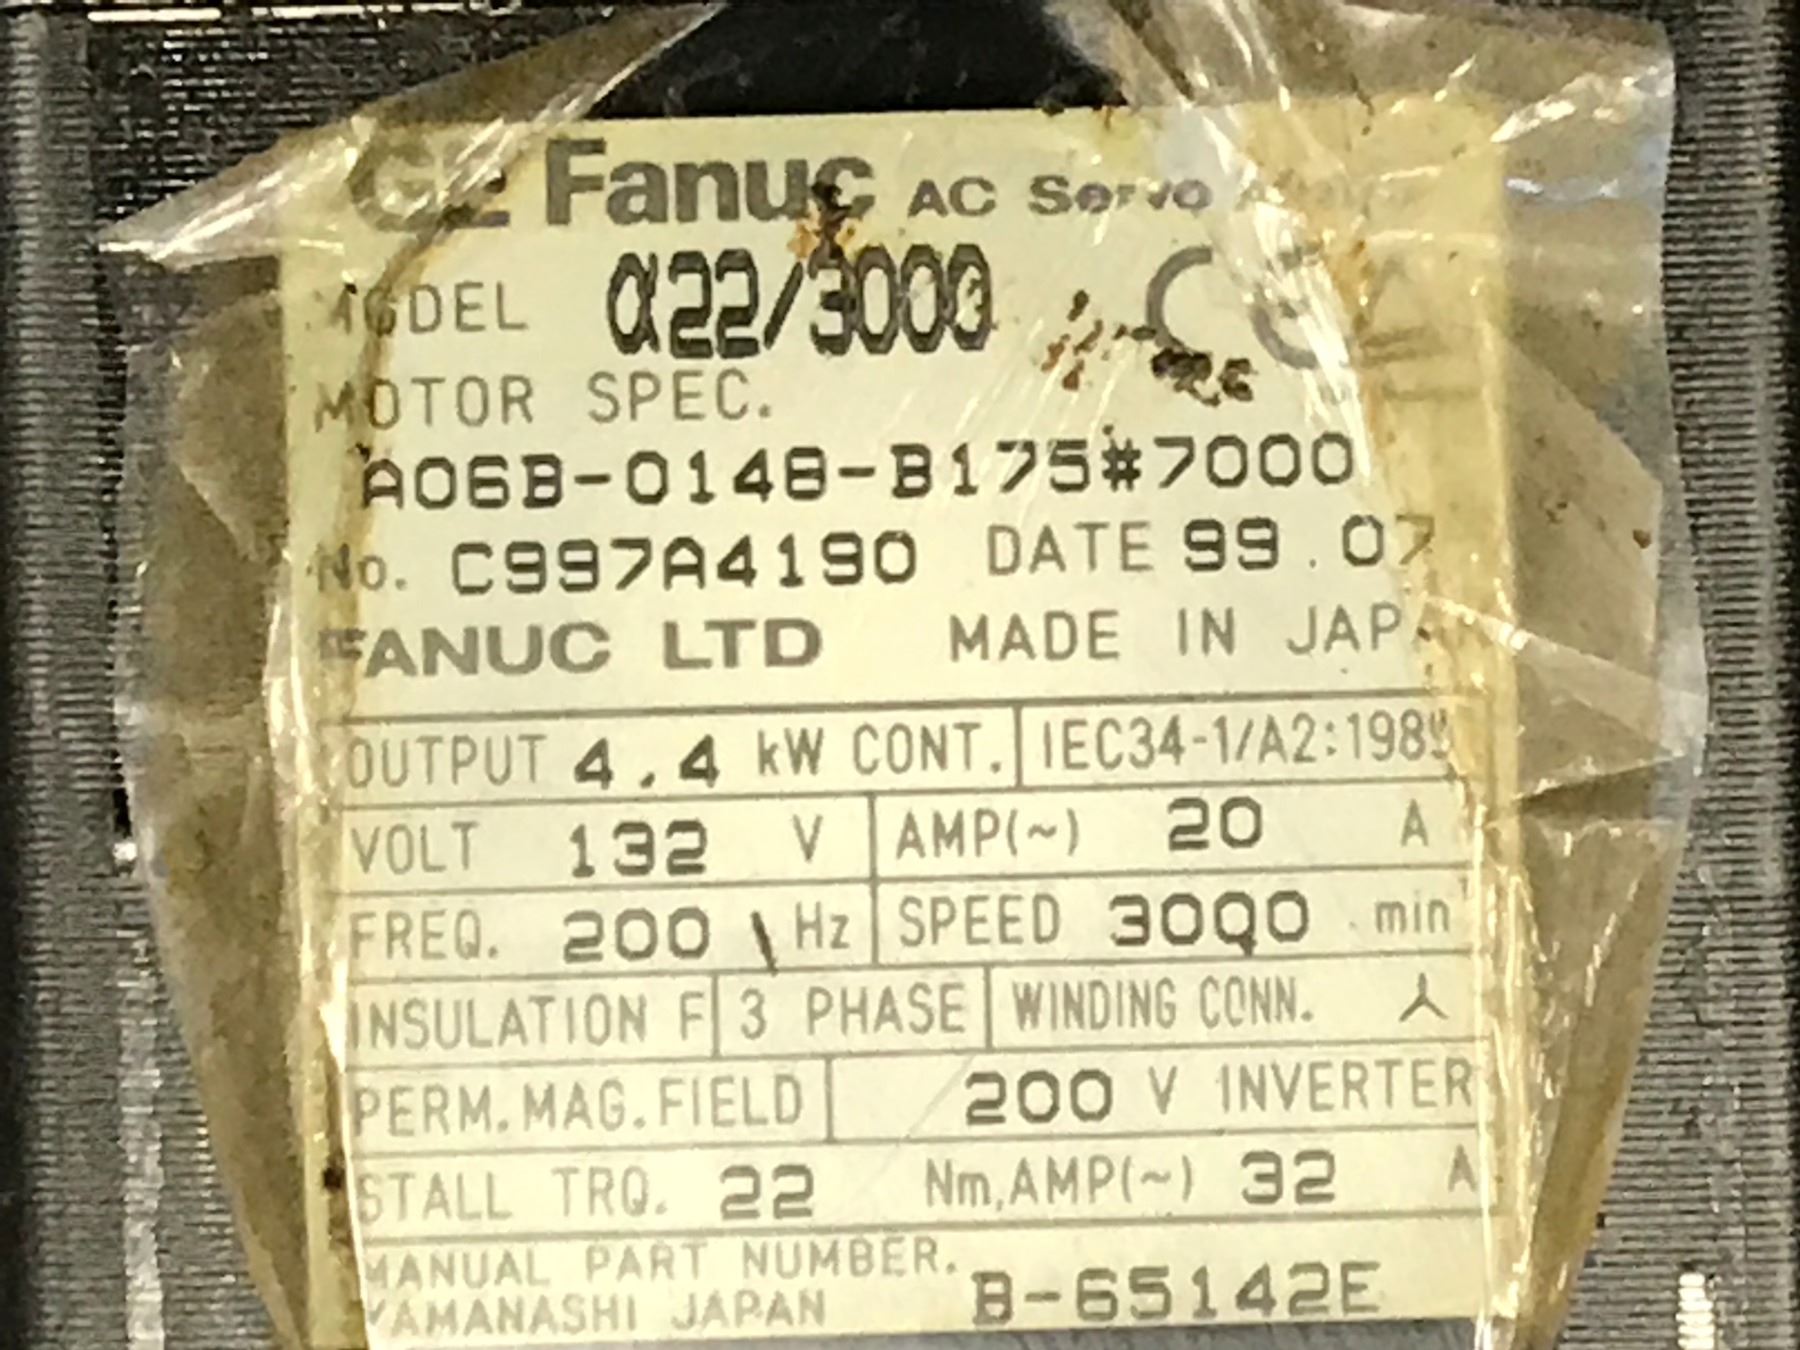 GE Fanuc AC Servo
MODEL α22/3000 CE
MOTOR SPEC.
A06B-0148-B175#7000
No. C997A4190 DATE 99.07
FANUC LTD MADE IN JAPA
OUTPUT 4.4 kW CONT. IEC34-1/A2:1989
VOLT 132 V AMP(~) 20 A
FREQ. 200 Hz SPEED 3000 min
INSULATION F 3 PHASE WINDING CONN. 人
PERM.MAG.FIELD 200 V INVERTER
STALL TRQ. 22 Nm,AMP(~) 32 A
MANUAL PART NUMBER. B-65142E
YAMANASHI JAPAN